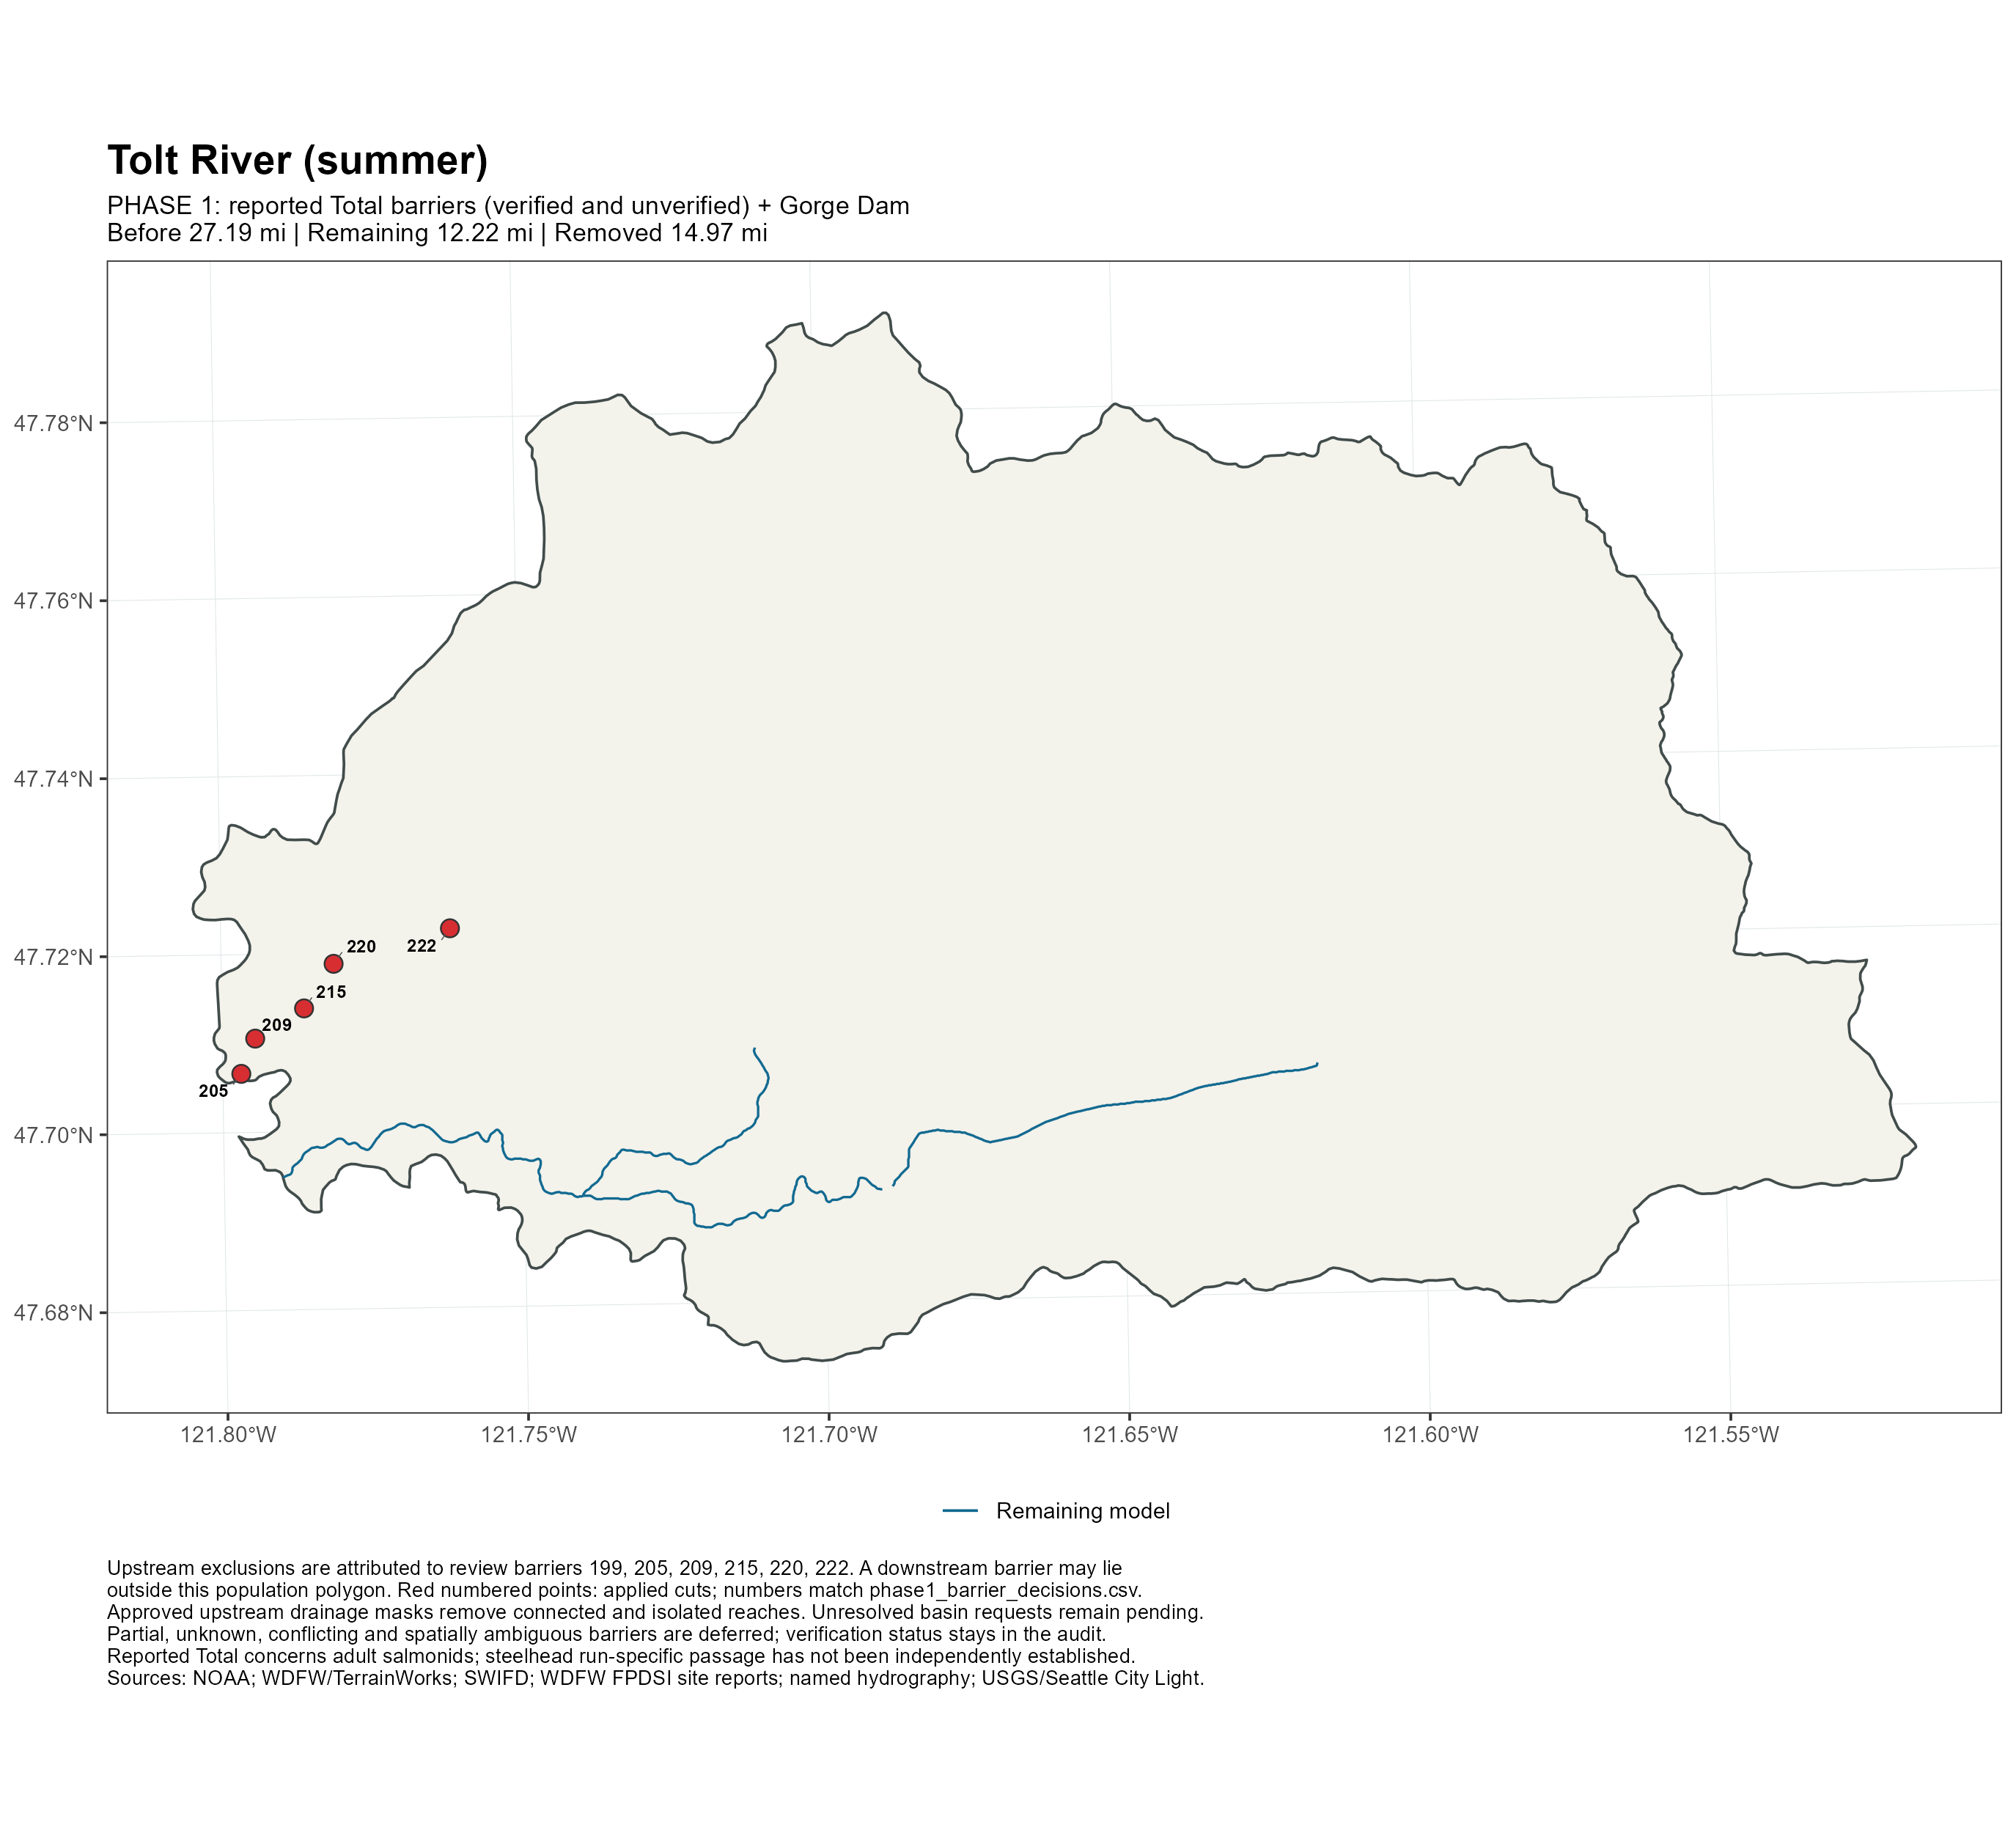 Tolt River (summer)
PHASE 1: reported Total barriers (verified and unverified) + Gorge Dam
Before 27.19 mi | Remaining 12.22 mi | Removed 14.97 mi
47.78°N
47.76°N
47.74°N
47.72°N
47.70°N
47.68°N
220
222
215
209
205
121.80°W
121.75°W
121.70°W
121.65°W
121.60°W
121.55°W
Remaining model
Upstream exclusions are attributed to review barriers 199, 205, 209, 215, 220, 222. A downstream barrier may lie
outside this population polygon. Red numbered points: applied cuts; numbers match phase1_barrier_decisions.csv.
Approved upstream drainage masks remove connected and isolated reaches. Unresolved basin requests remain pending.
Partial, unknown, conflicting and spatially ambiguous barriers are deferred; verification status stays in the audit.
Reported Total concerns adult salmonids; steelhead run-specific passage has not been independently established.
Sources: NOAA; WDFW/TerrainWorks; SWIFD; WDFW FPDSI site reports; named hydrography; USGS/Seattle City Light.